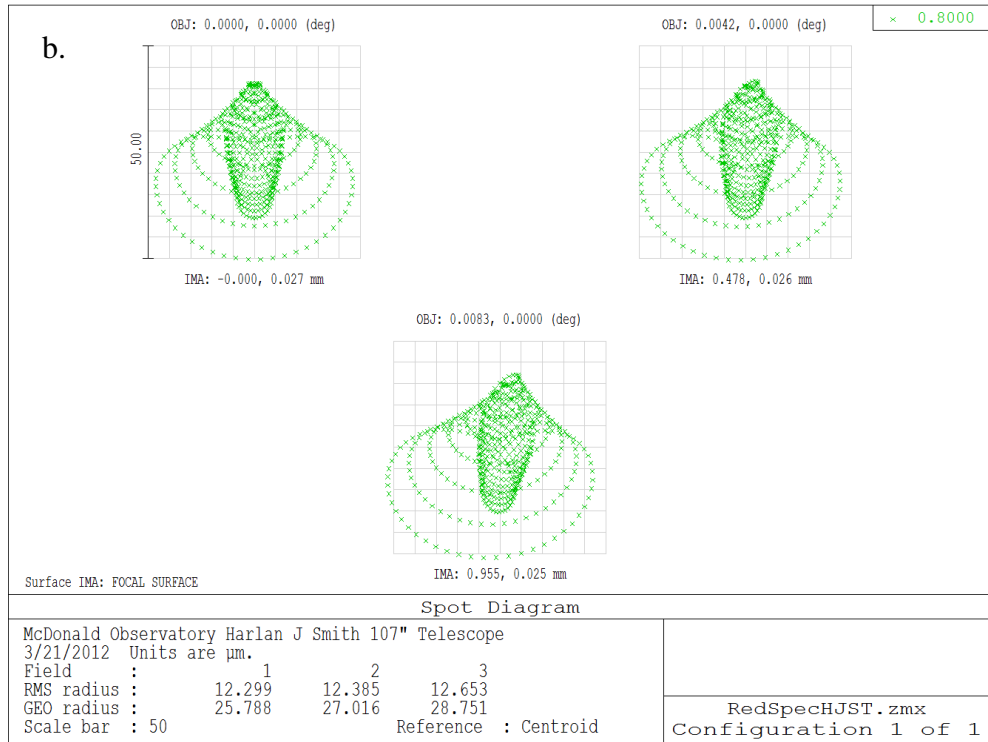 b.
OBJ: 0.0000, 0.0000 (deg)
OBJ: 0.0042, 0.0000 (deg)
× 0.8000
50.00
IMA: -0.000, 0.027 mm
IMA: 0.478, 0.026 mm
OBJ: 0.0083, 0.0000 (deg)
IMA: 0.955, 0.025 mm
Surface IMA: FOCAL SURFACE
Spot Diagram
McDonald Observatory Harlan J Smith 107" Telescope
3/21/2012 Units are µm.
Field : 1 2 3
RMS radius : 12.299 12.385 12.653
GEO radius : 25.788 27.016 28.751
Scale bar : 50 Reference : Centroid
RedSpecHJST.zmx
Configuration 1 of 1